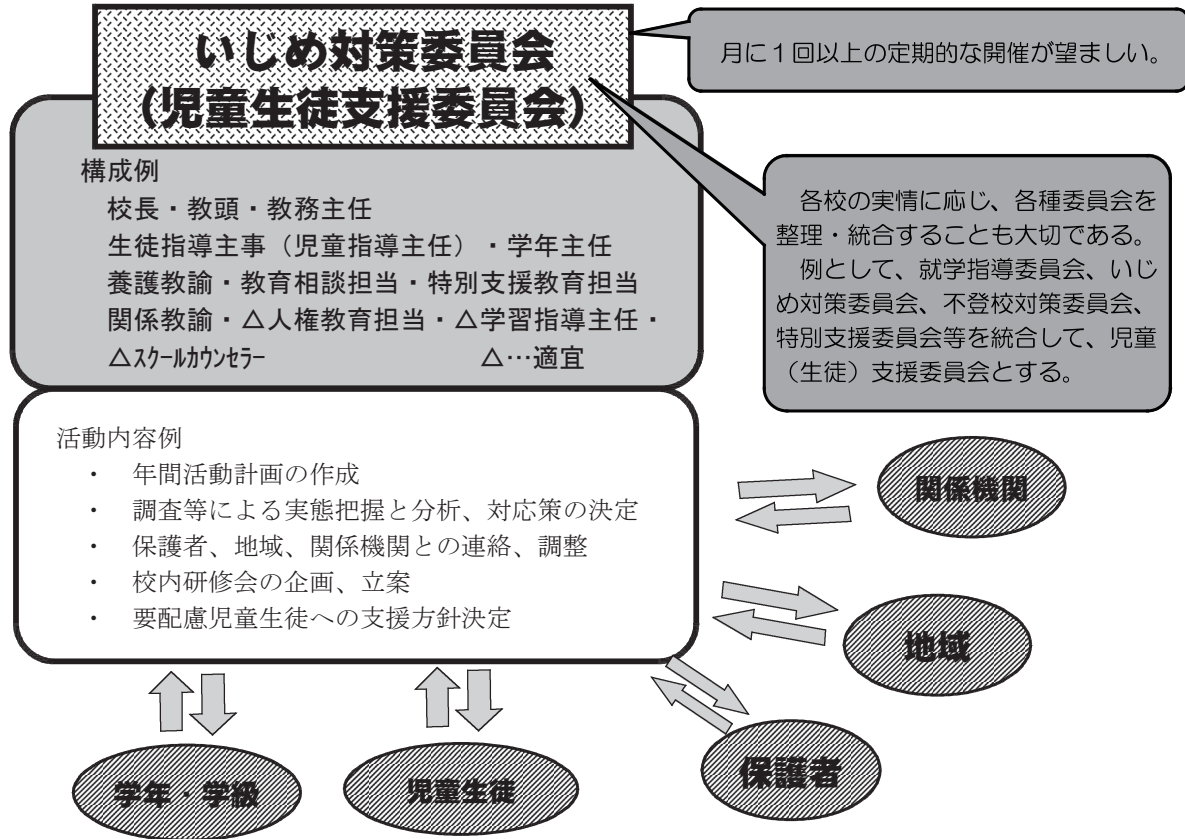 いじめ対策委員会
(児童生徒支援委員会)
月に1回以上の定期的な開催が望ましい。
構成例
校長・教頭・教務主任
生徒指導主事（児童指導主任）・学年主任
養護教諭・教育相談担当・特別支援教育担当
関係教諭・△人権教育担当・△学習指導主任・
△スクールカウンセラー　△…適宜
各校の実情に応じ、各種委員会を
整理・統合することも大切である。
例として、就学指導委員会、いじ
め対策委員会、不登校対策委員会、
特別支援委員会等を統合して、児童
（生徒）支援委員会とする。
活動内容例
・　年間活動計画の作成
・　調査等による実態把握と分析、対応策の決定
・　保護者、地域、関係機関との連絡、調整
・　校内研修会の企画、立案
・　要配慮児童生徒への支援方針決定
関係機関
地域
保護者
児童生徒
学年・学級